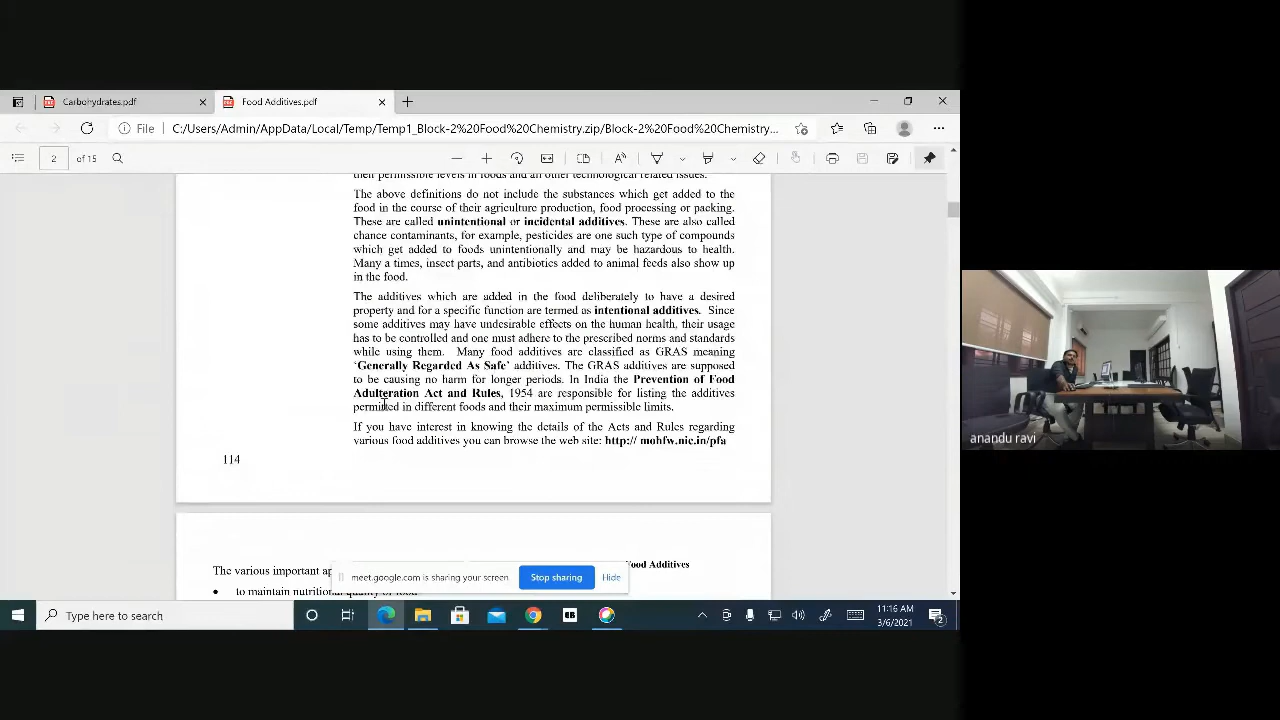 Carbohydrates.pdf
Food Additives.pdf
File
C:/Users/Admin/AppData/Local/Temp/Temp1_Block-2%20Food%20Chemistry.zip/Block-2%20Food%20Chemistry...
2
of 15
their permissible levels in foods and all other technological related issues.
The above definitions do not include the substances which get added to the
food in the course of their agriculture production, food processing or packing.
These are called unintentional or incidental additives. These are also called
chance contaminants, for example, pesticides are one such type of compounds
which get added to foods unintentionally and may be hazardous to health.
Many a times, insect parts, and antibiotics added to animal feeds also show up
in the food.
The additives which are added in the food deliberately to have a desired
property and for a specific function are termed as intentional additives. Since
some additives may have undesirable effects on the human health, their usage
has to be controlled and one must adhere to the prescribed norms and standards
while using them. Many food additives are classified as GRAS meaning
‘Generally Regarded As Safe’ additives. The GRAS additives are supposed
to be causing no harm for longer periods. In India the Prevention of Food
Adulteration Act and Rules, 1954 are responsible for listing the additives
permitted in different foods and their maximum permissible limits.
If you have interest in knowing the details of the Acts and Rules regarding
various food additives you can browse the web site: http:// mohfw.nic.in/pfa
114
Food Additives
The various important ap
• to maintain nutritional quality of food
meet.google.com is sharing your screen
Stop sharing
Hide
Type here to search
11:16 AM
3/6/2021
2
anandu ravi